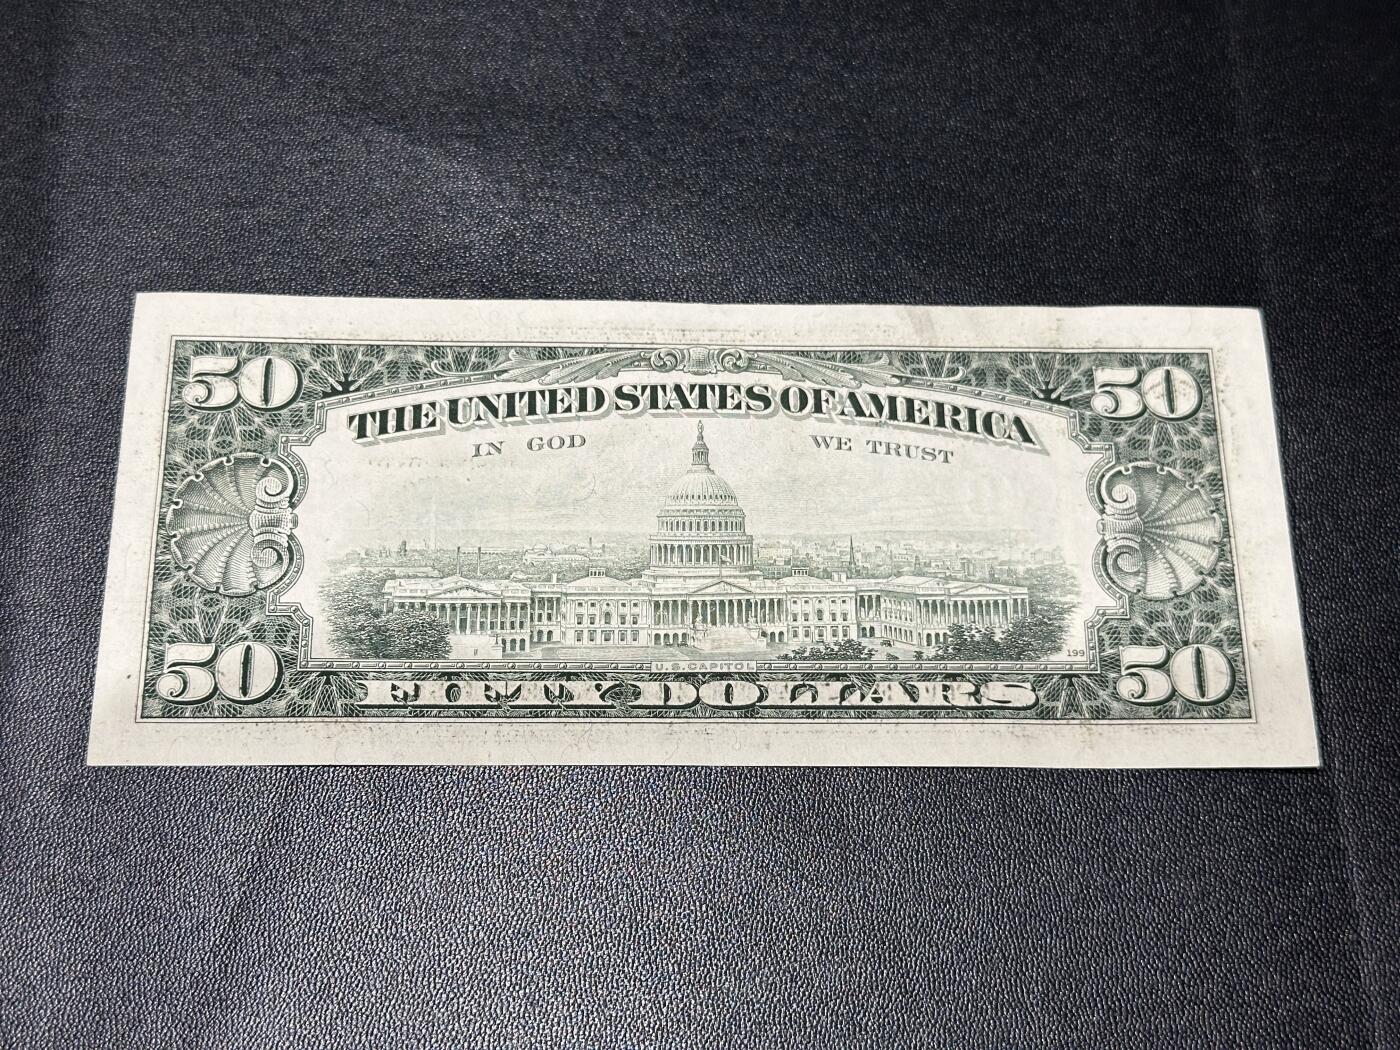 50 50
THE UNITED STATES OF AMERICA
IN GOD WE TRUST
199
U.S. CAPITOL
50 50
FIFTY DOLLARS